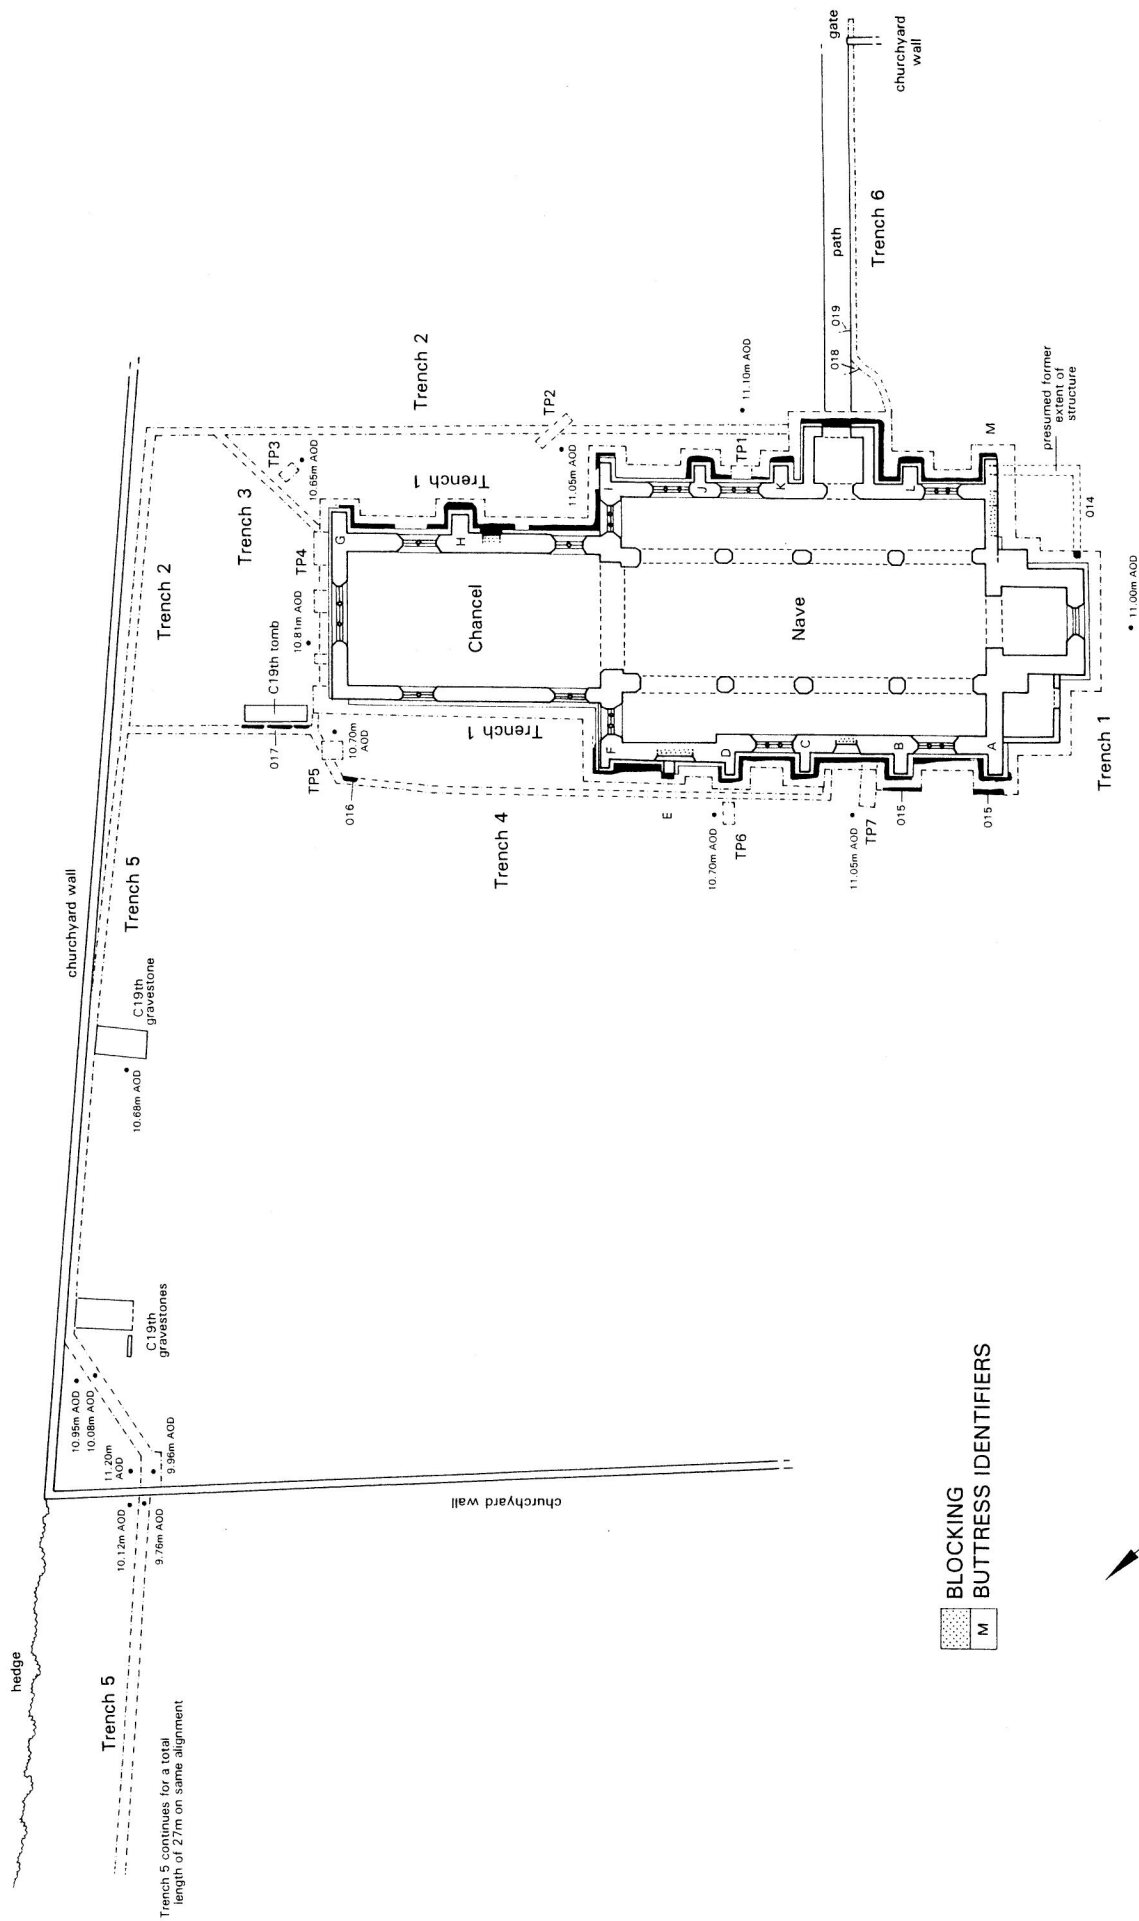 gate
churchyard
wall
path
Trench 6
019
018
presumed former
extent of
structure
014
11.10m AOD
M
Trench 2
TP2
TP1
11.05m AOD
TP3
10.65m AOD
Trench 1
Trench 3
TP4
Trench 2
10.81m AOD
C19th tomb
017
G
H
I
J
K
L
Chancel
Nave
11.00m AOD
10.70m
AOD
TP5
016
Trench 1
F
E
D
C
B
A
Trench 4
10.70m AOD
TP6
11.05m AOD
TP7
015
015
Trench 1
churchyard wall
Trench 5
C19th
gravestone
10.68m AOD
C19th
gravestones
10.95m AOD
10.08m AOD
11.20m
AOD
9.96m AOD
10.12m AOD
9.76m AOD
churchyard wall
hedge
Trench 5
Trench 5 continues for a total
length of 27m on same alignment
BLOCKING
M BUTTRESS IDENTIFIERS